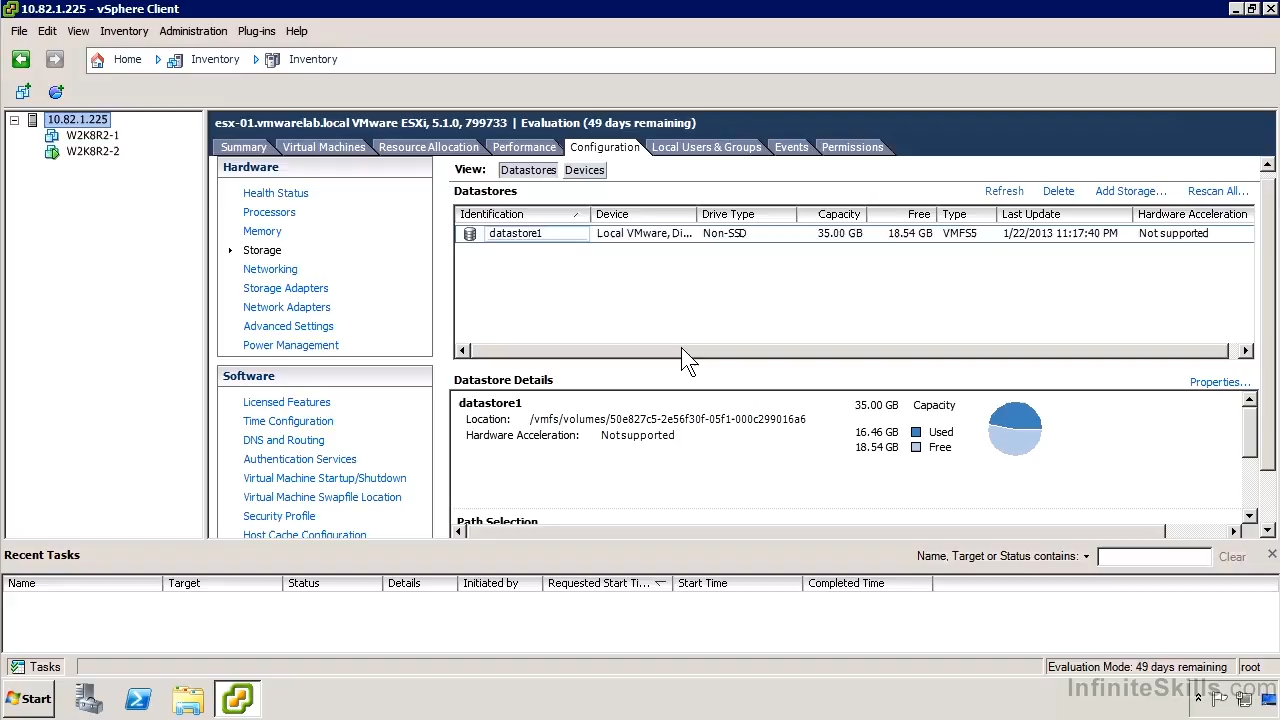 10.82.1.225 - vSphere Client
File Edit View Inventory Administration Plug-ins Help
Home Inventory Inventory
10.82.1.225
W2K8R2-1
W2K8R2-2
esx-01.vmwarelab.local VMware ESXi, 5.1.0, 799733 | Evaluation (49 days remaining)
Summary Virtual Machines Resource Allocation Performance Configuration Local Users & Groups Events Permissions
Hardware
Health Status
Processors
Memory
Storage
Networking
Storage Adapters
Network Adapters
Advanced Settings
Power Management
Software
Licensed Features
Time Configuration
DNS and Routing
Authentication Services
Virtual Machine Startup/Shutdown
Virtual Machine Swapfile Location
Security Profile
Host Cache Configuration
View: Datastores Devices
Datastores Refresh Delete Add Storage... Rescan All...
Identification Device Drive Type Capacity Free Type Last Update Hardware Acceleration
datastore1 Local VMware, Di... Non-SSD 35.00 GB 18.54 GB VMFS5 1/22/2013 11:17:40 PM Not supported
Datastore Details Properties...
datastore1 35.00 GB Capacity
Location: /vmfs/volumes/50e827c5-2e56f30f-05f1-000c299016a6
Hardware Acceleration: Not supported 16.46 GB Used
18.54 GB Free
Path Selection
Recent Tasks Name, Target or Status contains: Clear
Name Target Status Details Initiated by Requested Start Ti... Start Time Completed Time
Tasks Evaluation Mode: 49 days remaining root
Start
InfiniteSkills.com